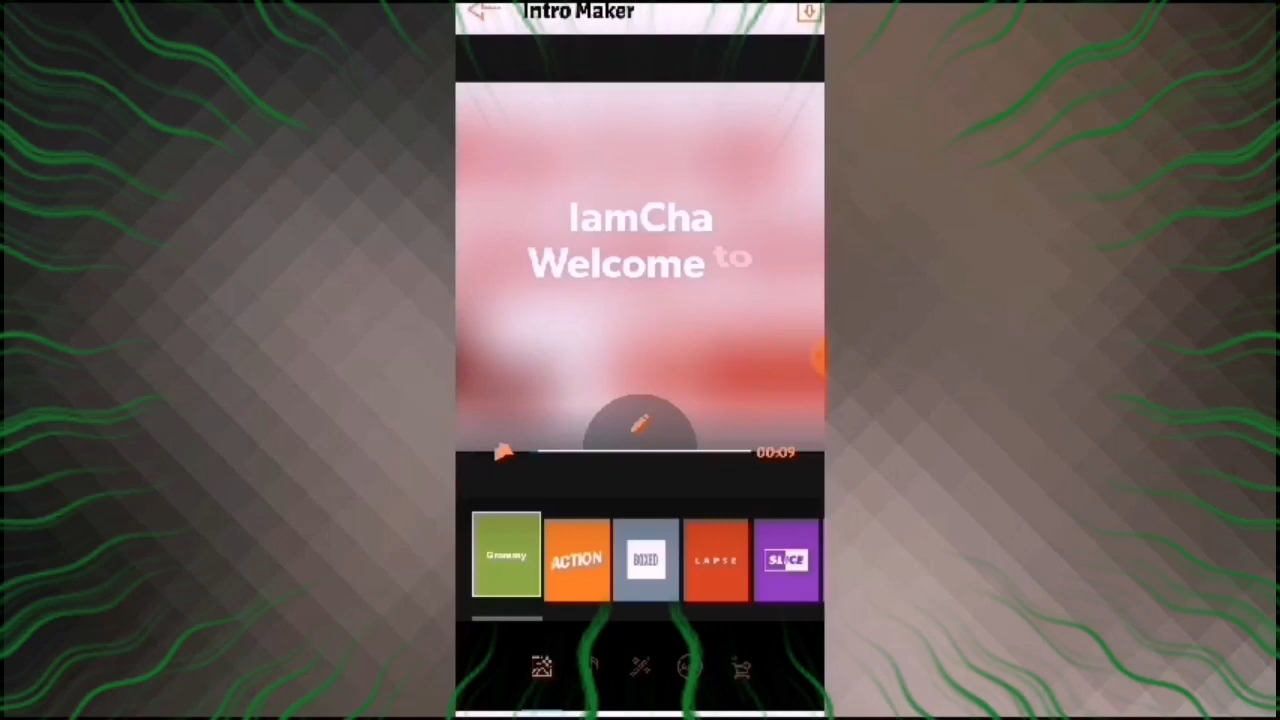 Intro Maker
IamCha
Welcome to
00:09
ACTION
BOXED
LAPSE
SLICE